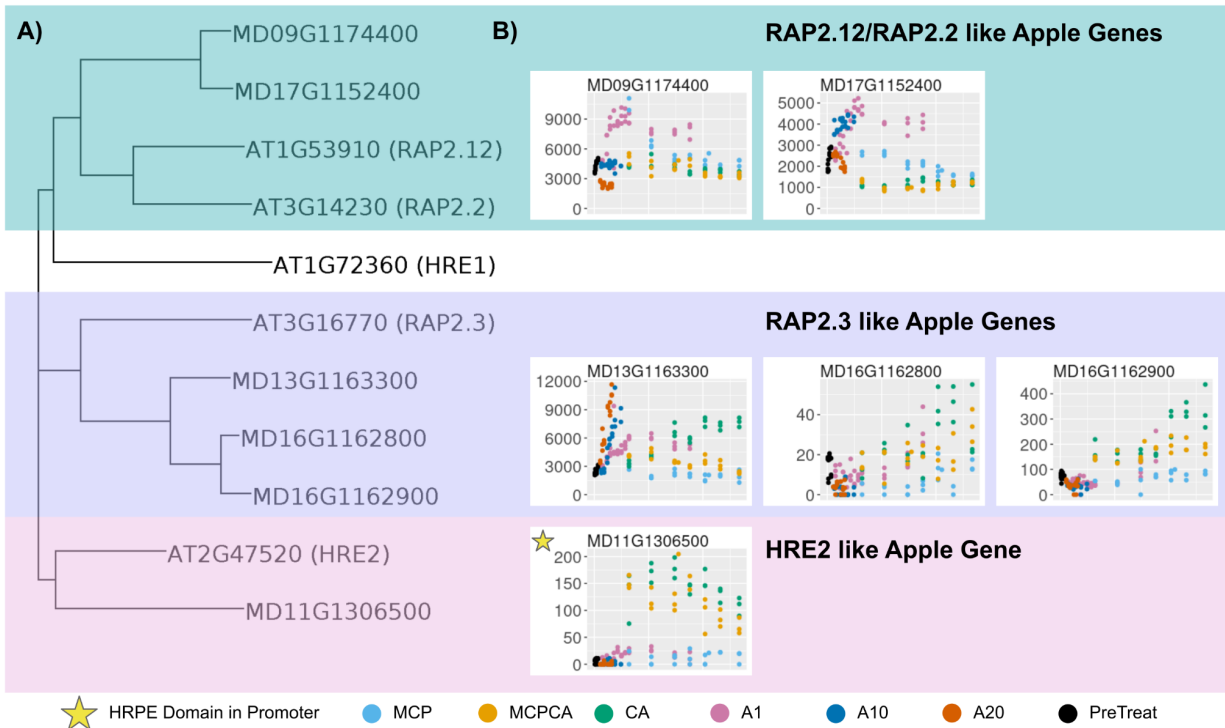 A)
MD09G1174400
MD17G1152400
AT1G53910 (RAP2.12)
AT3G14230 (RAP2.2)
AT1G72360 (HRE1)
AT3G16770 (RAP2.3)
MD13G1163300
MD16G1162800
MD16G1162900
AT2G47520 (HRE2)
MD11G1306500
B)
RAP2.12/RAP2.2 like Apple Genes
MD09G1174400
9000
6000
3000
0
MD17G1152400
5000
4000
3000
2000
1000
0
RAP2.3 like Apple Genes
MD13G1163300
12000
9000
6000
3000
0
MD16G1162800
40
20
0
MD16G1162900
400
300
200
100
0
HRE2 like Apple Gene
MD11G1306500
200
150
100
50
0
HRPE Domain in Promoter MCP MCPCA CA A1 A10 A20 PreTreat